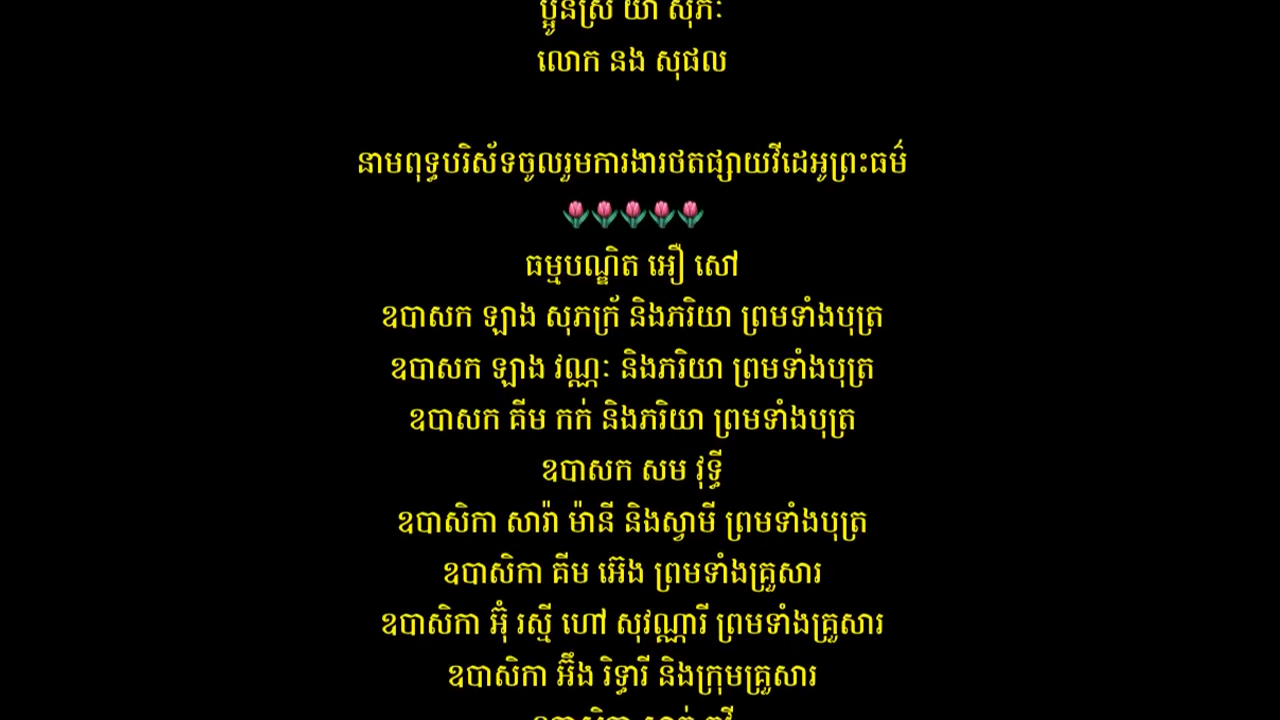 ប្អូនស្រី យ៉ា សុភ:
លោក នង សុផល
នាមពុទ្ធបរិស័ទចូលរួមការងារថតផ្សាយវីដេអូព្រះធម៌
🌷🌷🌷🌷🌷
ធម្មបណ្ឌិត អឿ សៅ
ឧបាសក ឡាង សុភក្រ័ និងភរិយា ព្រមទាំងបុត្រ
ឧបាសក ឡាង វណ្ណ: និងភរិយា ព្រមទាំងបុត្រ
ឧបាសក គីម កក់ និងភរិយា ព្រមទាំងបុត្រ
ឧបាសក សម វុទ្ធី
ឧបាសិកា សារ៉ា ម៉ានី និងស្វាមី ព្រមទាំងបុត្រ
ឧបាសិកា គីម អ៊េង ព្រមទាំងគ្រួសារ
ឧបាសិកា អ៊ុំ រស្មី ហៅ សុវណ្ណារី ព្រមទាំងគ្រួសារ
ឧបាសិកា អ៊ឹង រិទ្ធារី និងក្រុមគ្រួសារ